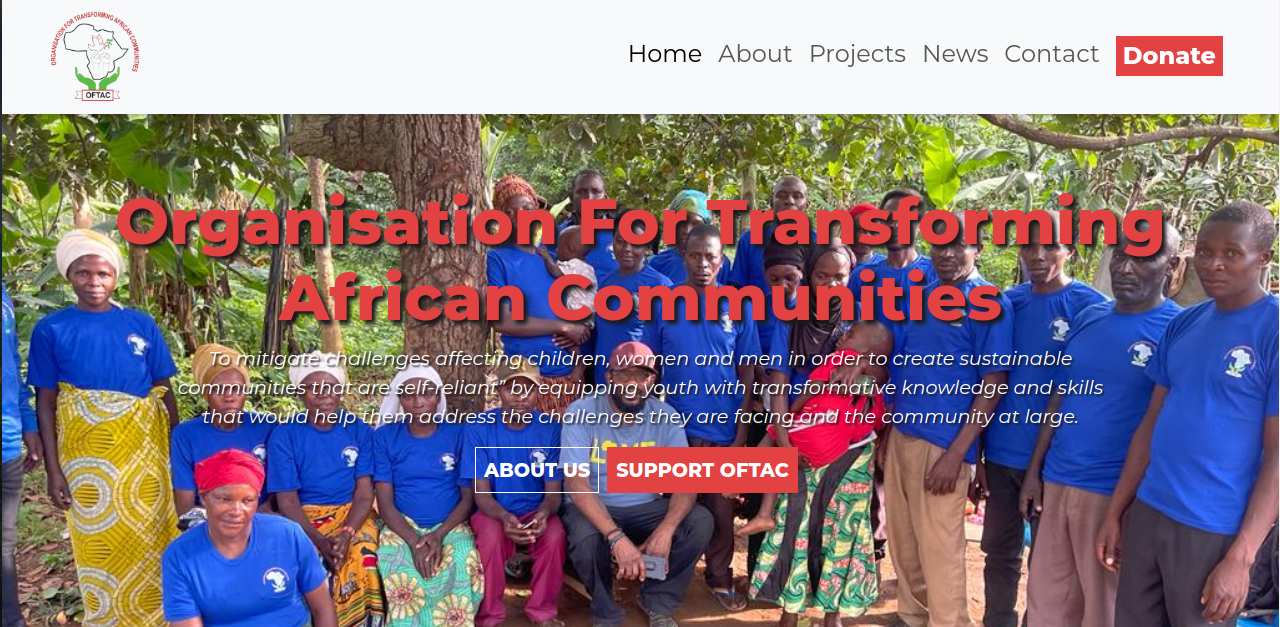 ORGANISATION FOR TRANSFORMING AFRICAN COMMUNITIES
OFTAC
Home About Projects News Contact Donate
Organisation For Transforming
African Communities
To mitigate challenges affecting children, women and men in order to create sustainable
communities that are self-reliant” by equipping youth with transformative knowledge and skills
that would help them address the challenges they are facing and the community at large.
LOVE
ABOUT US SUPPORT OFTAC